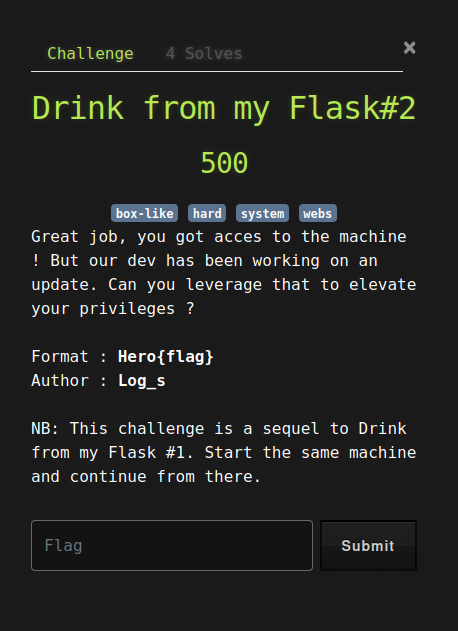 Challenge 4 Solves ×
Drink from my Flask#2
500
box-like hard system webs
Great job, you got acces to the machine
! But our dev has been working on an
update. Can you leverage that to elevate
your privileges ?
Format : Hero{flag}
Author : Log_s
NB: This challenge is a sequel to Drink
from my Flask #1. Start the same machine
and continue from there.
Flag Submit